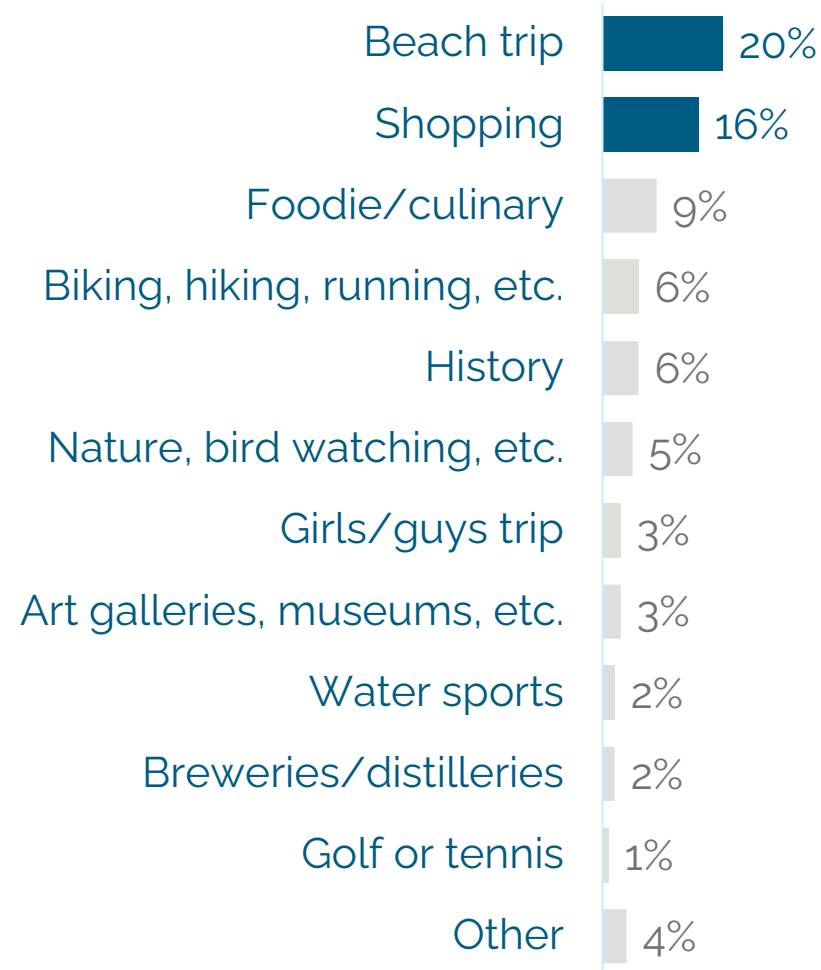 Beach trip 20%
Shopping 16%
Foodie/culinary 9%
Biking, hiking, running, etc. 6%
History 6%
Nature, bird watching, etc. 5%
Girls/guys trip 3%
Art galleries, museums, etc. 3%
Water sports 2%
Breweries/distilleries 2%
Golf or tennis 1%
Other 4%